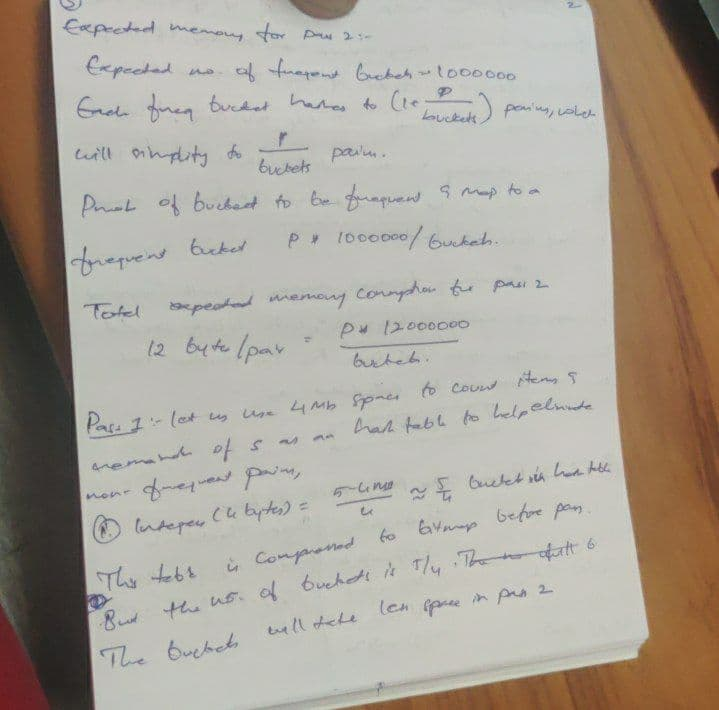 5)
2
Expected memory for pass 2:-
Expected no. of frequent buckets = 1000000
Each freq bucket hashes to (1+ P/buckets) pairs, which
will simplify to P/buckets pairs.
Prob of bucket to be frequent & map to a
frequent bucket P * 1000000/buckets.
Total expected memory consumption for pass 2
12 byte/pair = P* 12000000/buckets.
Pass 1 :- let us use 4Mb space to count items &
of S as an hash table to help
non-frequent pairs,
(4 bytes) = S-4MB/4 ≈ S/4 bucket hash table
This table is compressed to bitmap before pass.
But the no. of buckets is S/4.
The buckets will take less space in pass 2